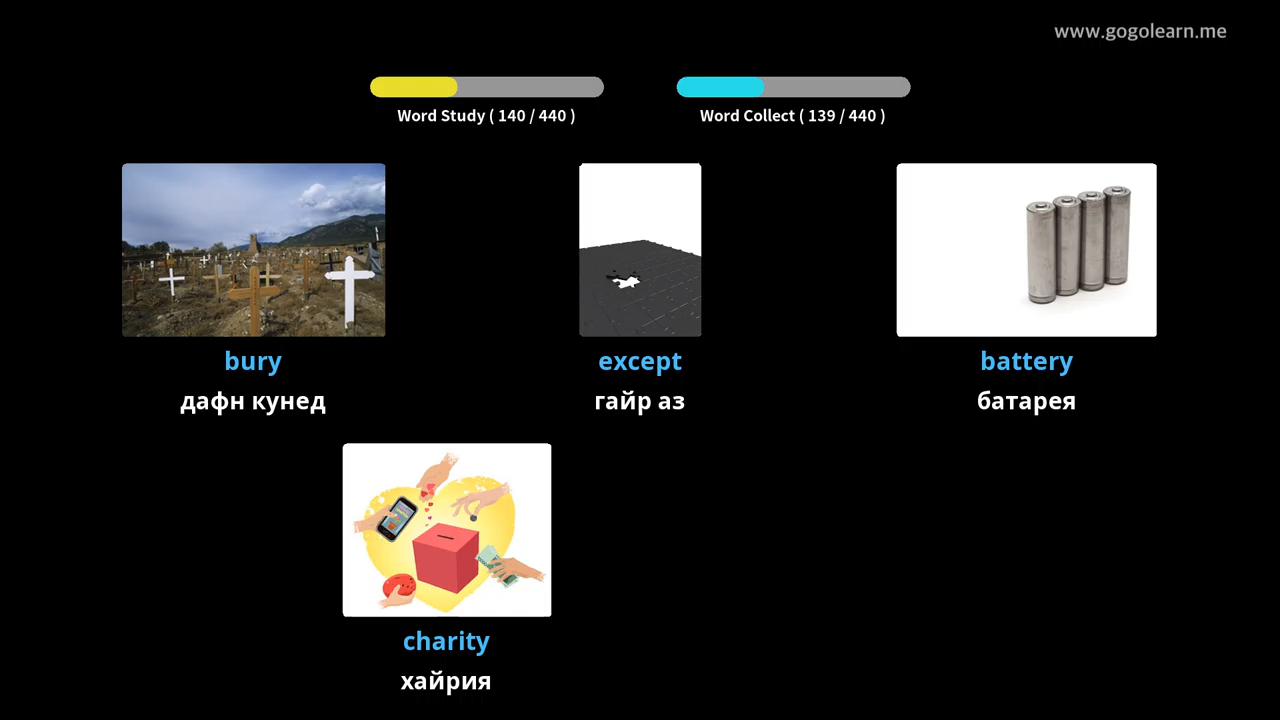 www.gogolearn.me
Word Study ( 140 / 440 )
Word Collect ( 139 / 440 )
bury
дафн кунед
except
гайр аз
battery
батарея
charity
хайрия